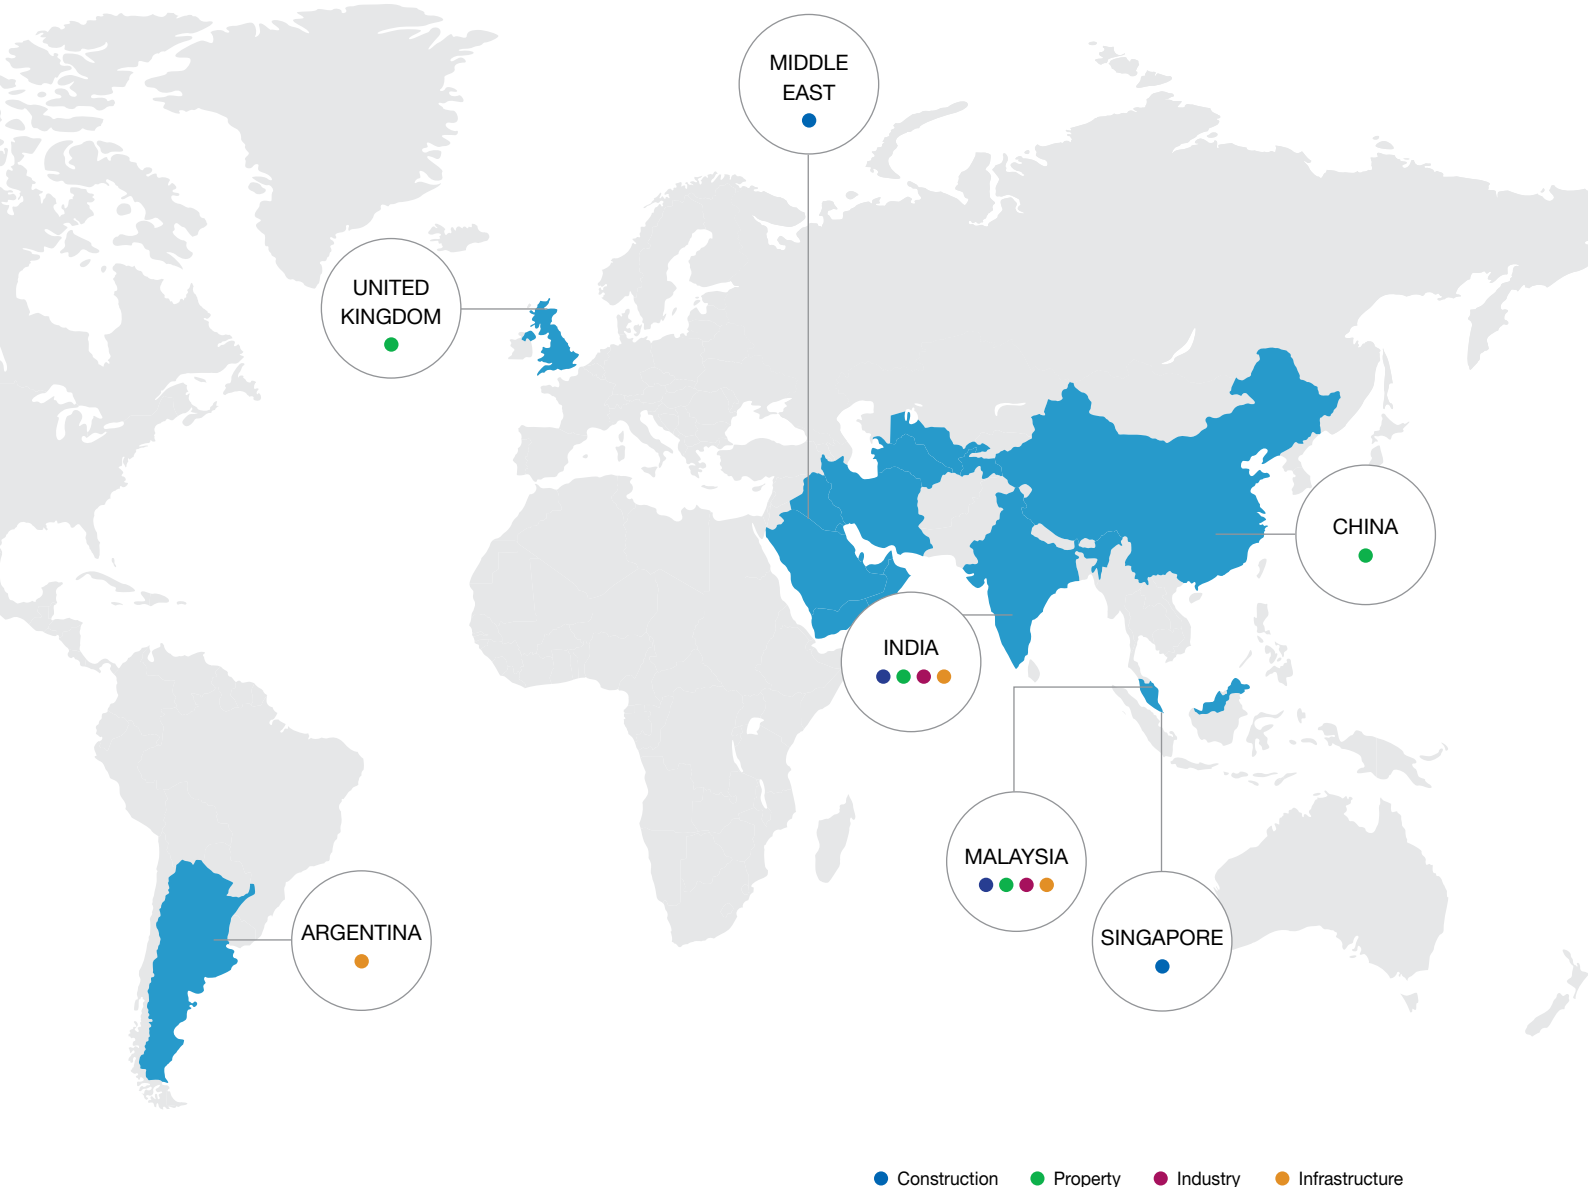 MIDDLE
EAST
UNITED
KINGDOM
CHINA
INDIA
MALAYSIA
SINGAPORE
ARGENTINA
Construction Property Industry Infrastructure